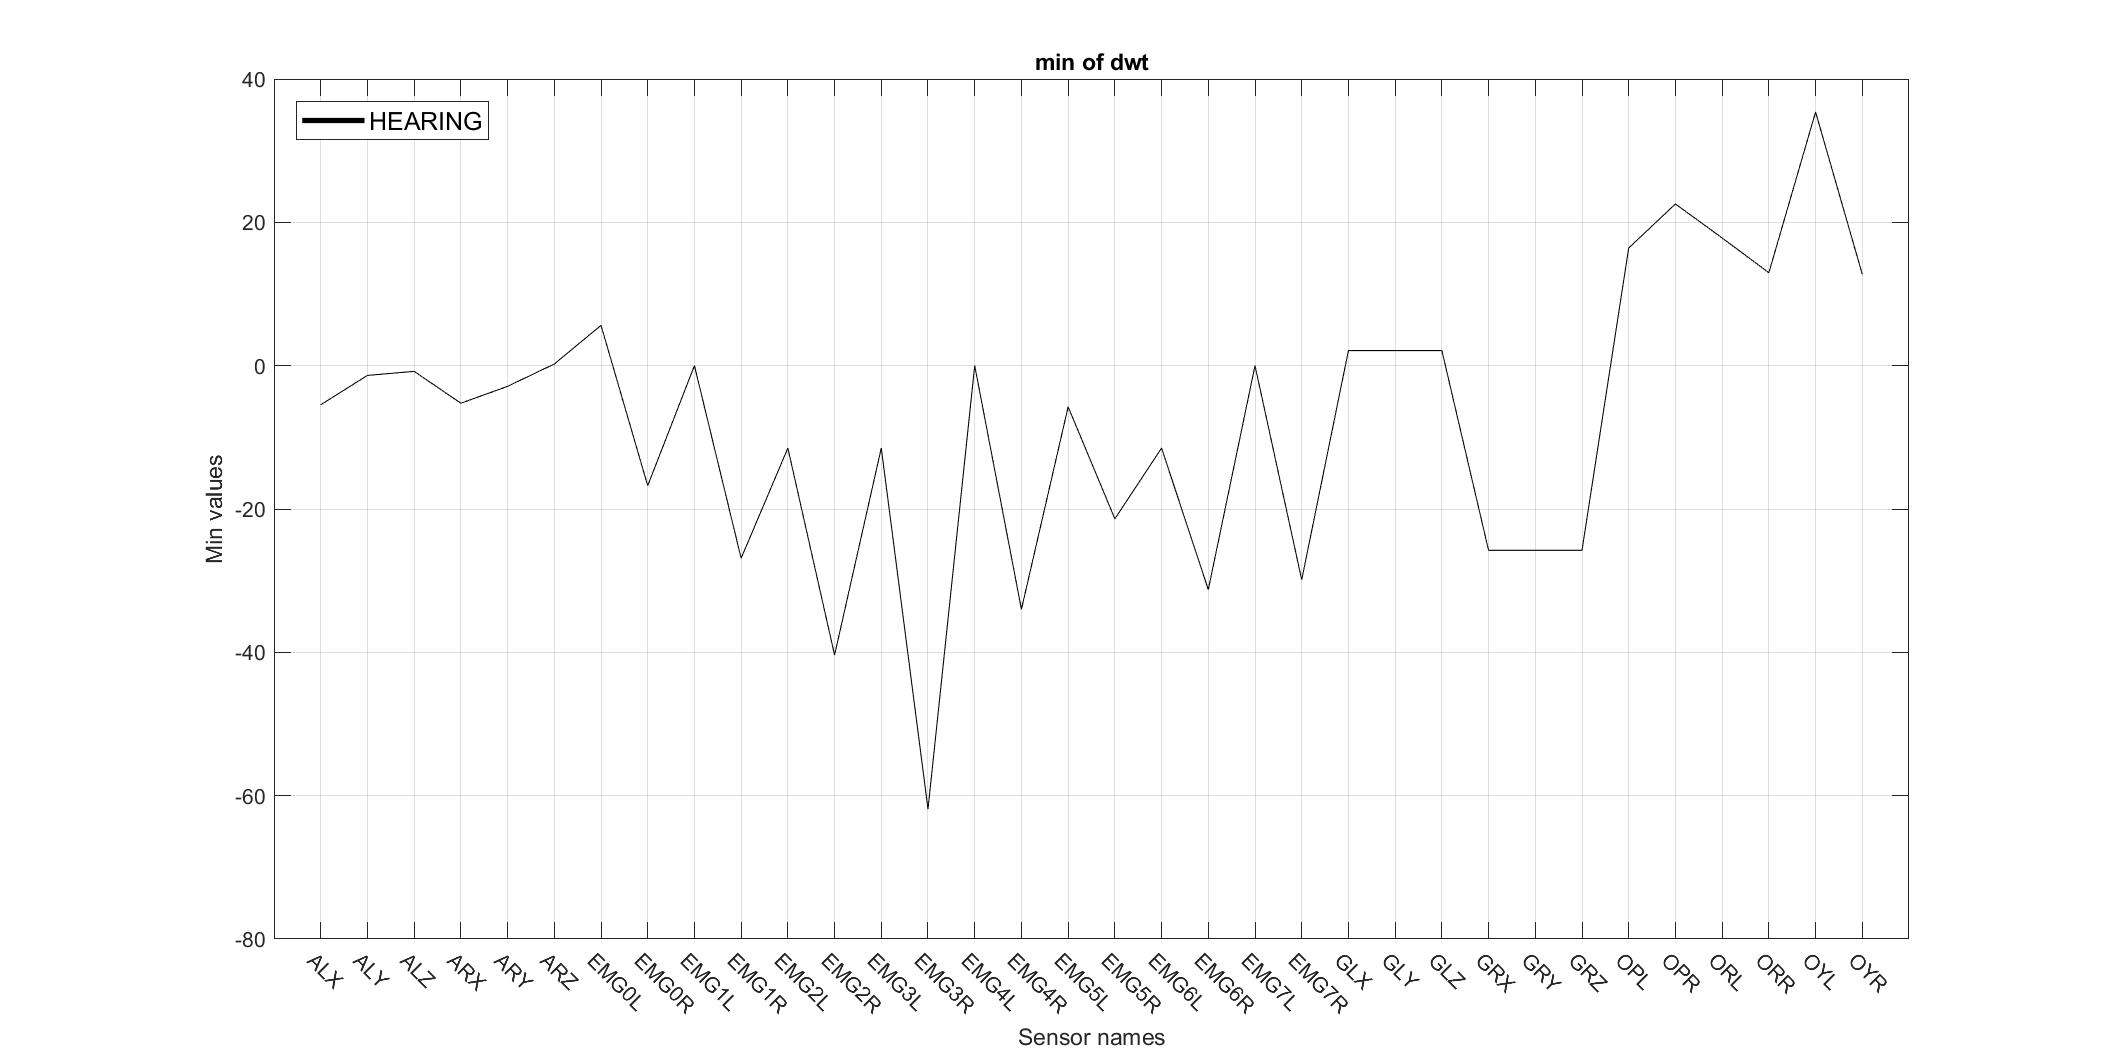 min of dwt
HEARING
40
20
0
-20
-40
-60
-80
Min values
ALX
ALY
ALZ
ARX
ARY
ARZ
EMG0L
EMG0R
EMG1L
EMG1R
EMG2L
EMG2R
EMG3L
EMG3R
EMG4L
EMG4R
EMG5L
EMG5R
EMG6L
EMG6R
EMG7L
EMG7R
GLX
GLY
GLZ
GRX
GRY
GRZ
OPL
OPR
ORL
ORR
OYL
OYR
Sensor names